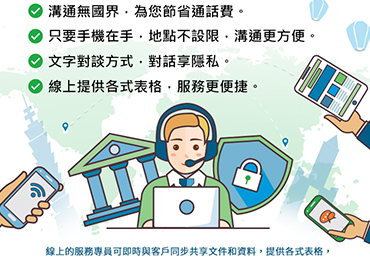 溝通無國界，為您節省通話費。
只要手機在手，地點不設限，溝通更方便。
文字對談方式，對話享隱私。
線上提供各式表格，服務更便捷。
線上的服務專員可即時與客戶同步共享文件和資料，提供各式表格，